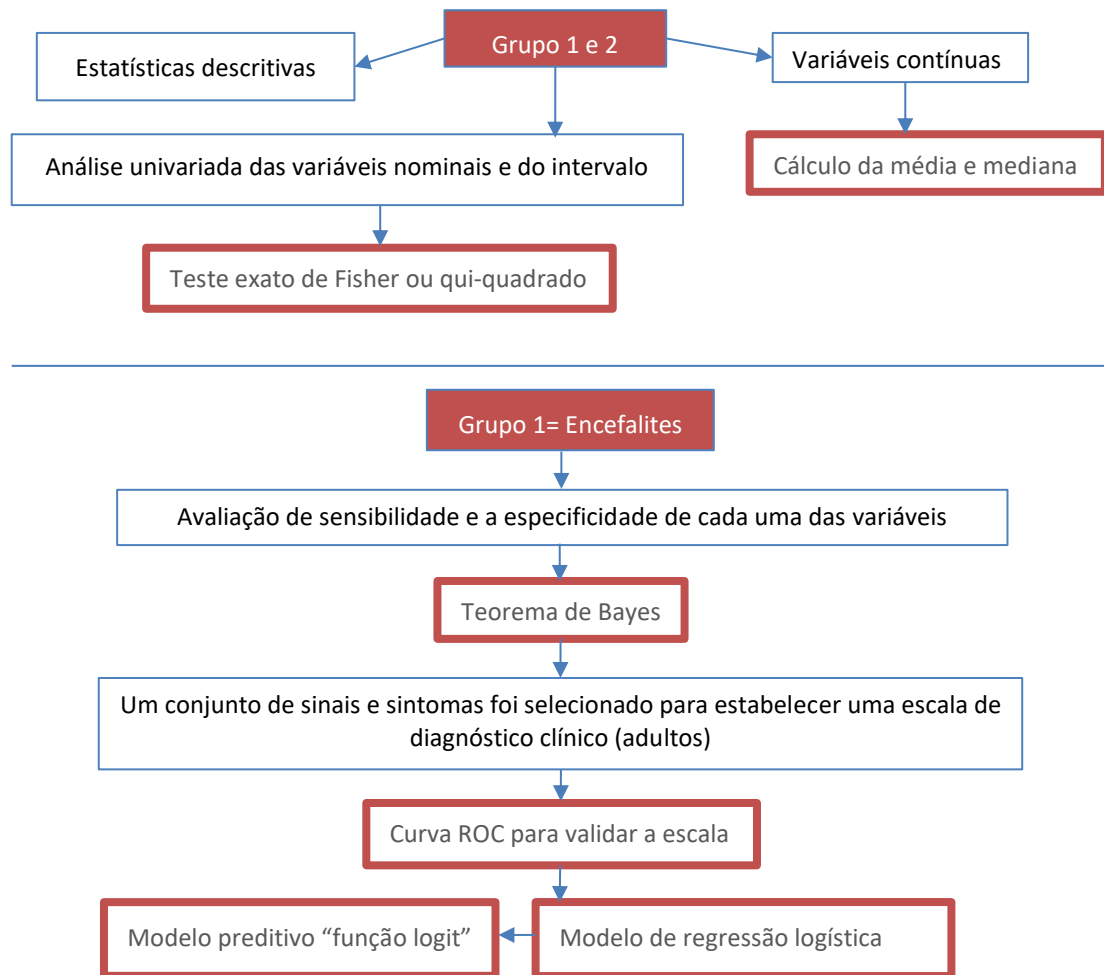 Grupo 1 e 2
Estatísticas descritivas
Variáveis contínuas
Análise univariada das variáveis nominais e do intervalo
Cálculo da média e mediana
Teste exato de Fisher ou qui-quadrado
Grupo 1= Encefalites
Avaliação de sensibilidade e a especificidade de cada uma das variáveis
Teorema de Bayes
Um conjunto de sinais e sintomas foi selecionado para estabelecer uma escala de
diagnóstico clínico (adultos)
Curva ROC para validar a escala
Modelo preditivo “função logit”
Modelo de regressão logística